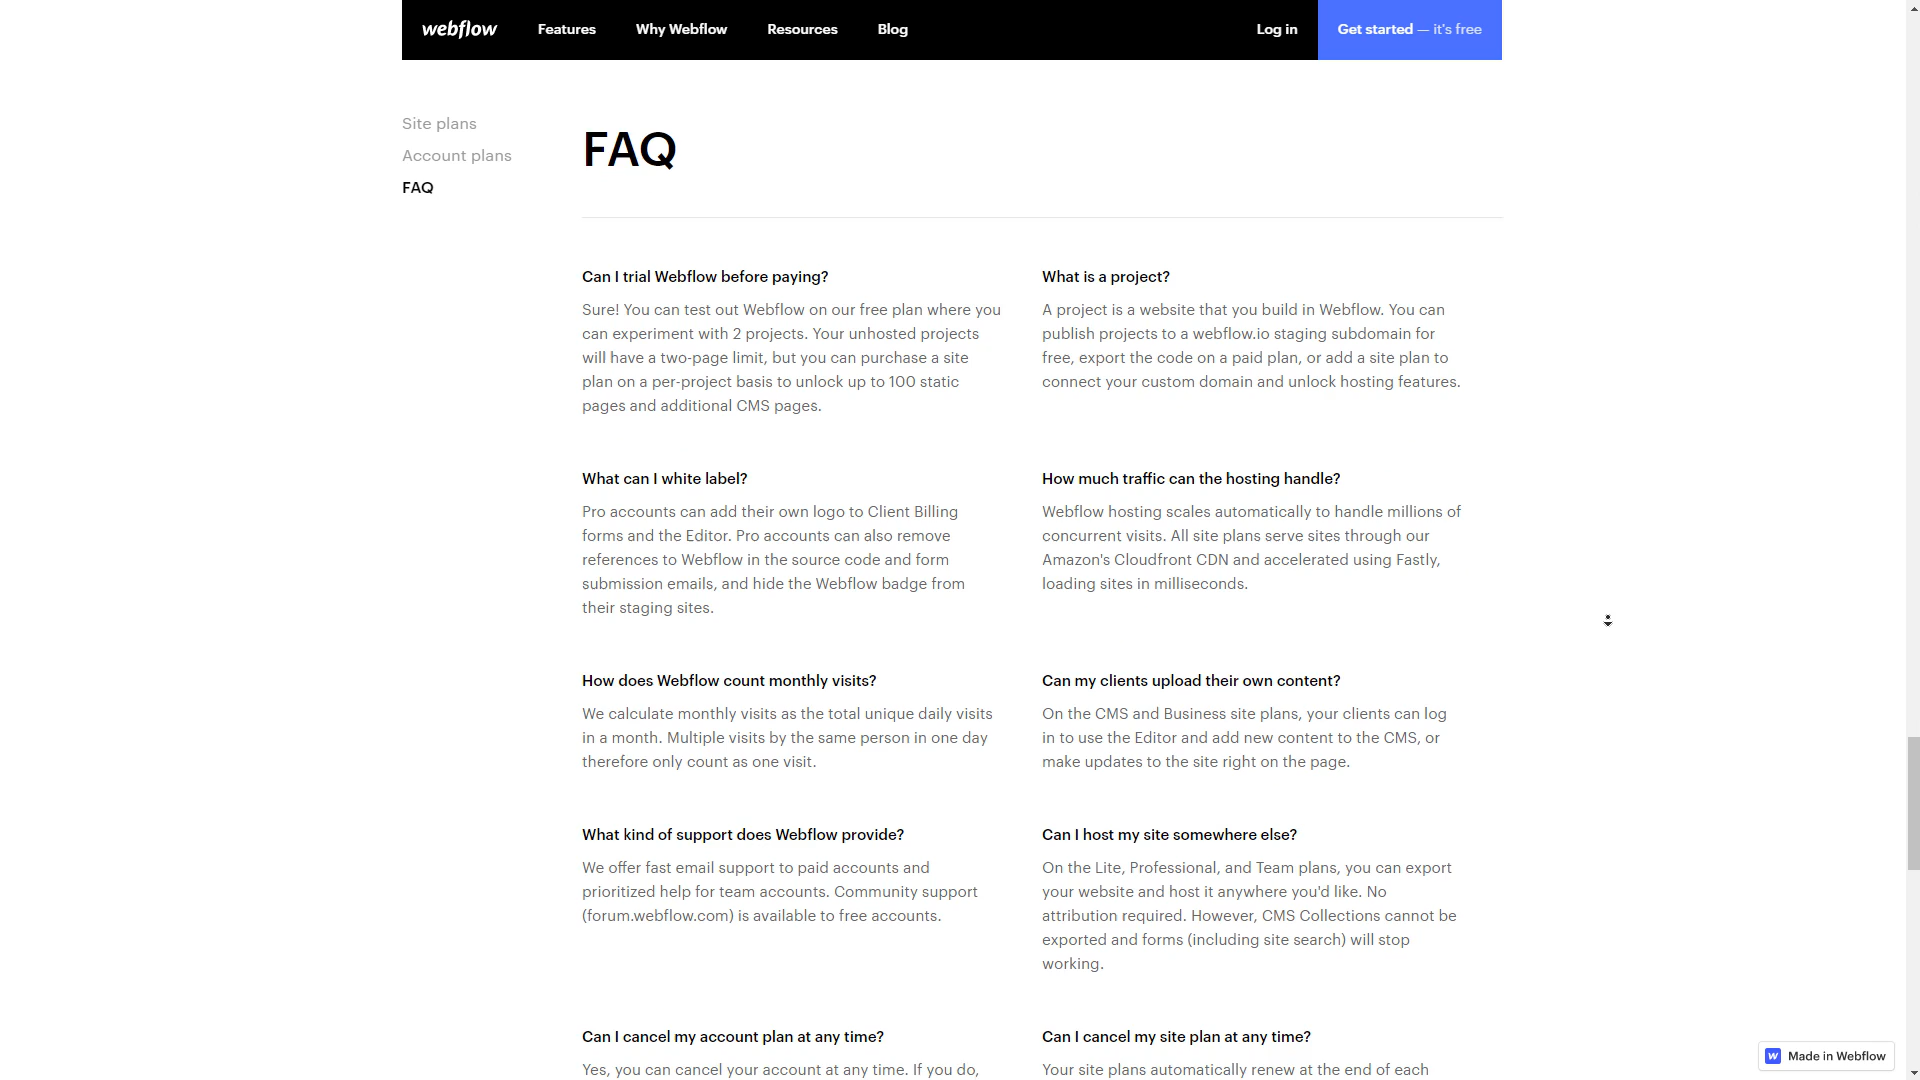 webflow
Features
Why Webflow
Resources
Blog
Log in
Get started — it's free
Site plans
Account plans
FAQ
FAQ
Can I trial Webflow before paying?
Sure! You can test out Webflow on our free plan where you
can experiment with 2 projects. Your unhosted projects
will have a two-page limit, but you can purchase a site
plan on a per-project basis to unlock up to 100 static
pages and additional CMS pages.
What is a project?
A project is a website that you build in Webflow. You can
publish projects to a webflow.io staging subdomain for
free, export the code on a paid plan, or add a site plan to
connect your custom domain and unlock hosting features.
What can I white label?
Pro accounts can add their own logo to Client Billing
forms and the Editor. Pro accounts can also remove
references to Webflow in the source code and form
submission emails, and hide the Webflow badge from
their staging sites.
How much traffic can the hosting handle?
Webflow hosting scales automatically to handle millions of
concurrent visits. All site plans serve sites through our
Amazon's Cloudfront CDN and accelerated using Fastly,
loading sites in milliseconds.
How does Webflow count monthly visits?
We calculate monthly visits as the total unique daily visits
in a month. Multiple visits by the same person in one day
therefore only count as one visit.
Can my clients upload their own content?
On the CMS and Business site plans, your clients can log
in to use the Editor and add new content to the CMS, or
make updates to the site right on the page.
What kind of support does Webflow provide?
We offer fast email support to paid accounts and
prioritized help for team accounts. Community support
(forum.webflow.com) is available to free accounts.
Can I host my site somewhere else?
On the Lite, Professional, and Team plans, you can export
your website and host it anywhere you'd like. No
attribution required. However, CMS Collections cannot be
exported and forms (including site search) will stop
working.
Can I cancel my account plan at any time?
Yes, you can cancel your account at any time. If you do,
Can I cancel my site plan at any time?
Your site plans automatically renew at the end of each
Made in Webflow